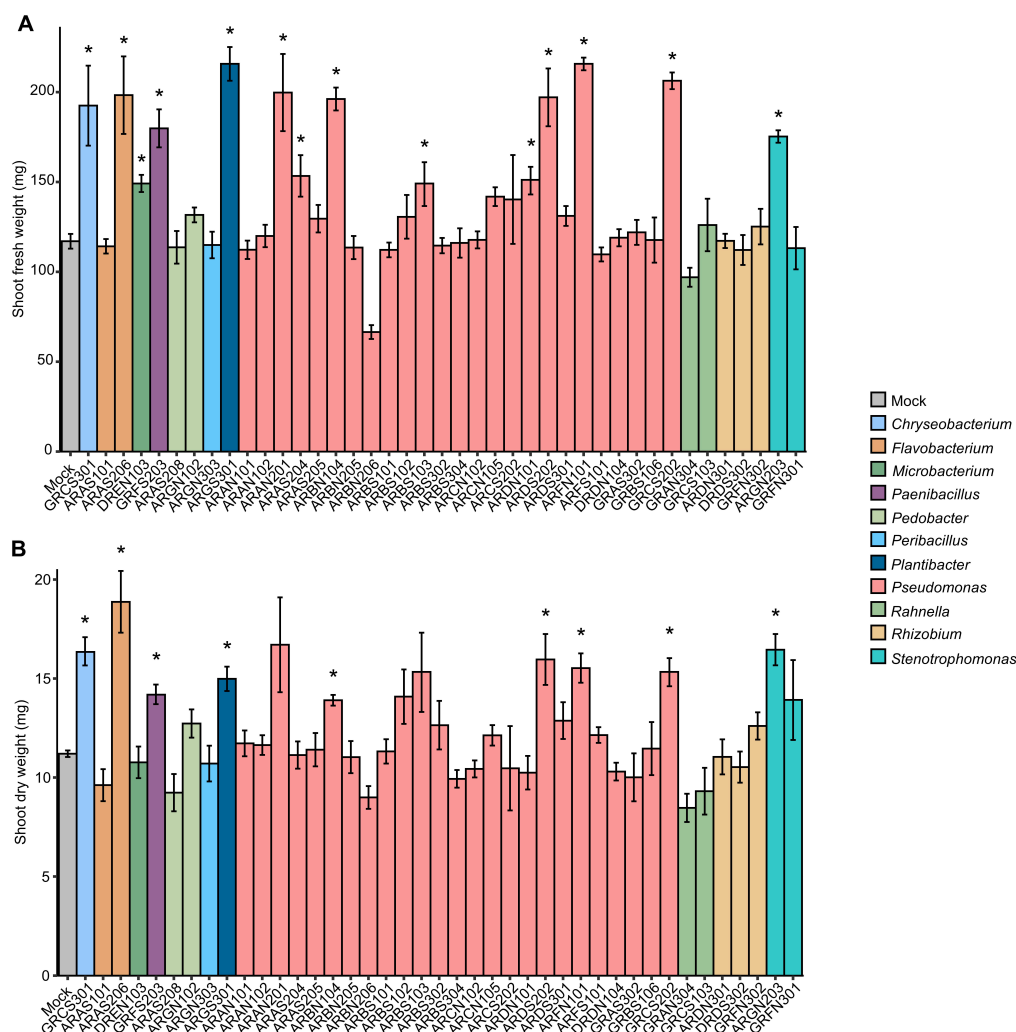 A
Shoot fresh weight (mg)
200
150
100
50
0
* * * * * * * * * * * * * *
Mock
GRCS301
ARAS101
ARAS206
DREN103
GRFS203
ARAS208
ARGN102
ARGN303
ARGS301
ARAN101
ARAN102
ARAN201
ARAS204
ARAS205
ARBN104
ARBN205
ARBN206
ARBS101
ARBS102
ARBS103
ARBS302
ARBS304
ARCN102
ARCN105
ARCS202
ARDN101
ARDS202
ARDS301
ARFN101
ARFS101
DRDN104
GRAS302
GRBS106
GRCS202
GRAN304
GRCS103
ARDN301
DRDS302
GRFN302
ARGN203
GRFN301
Mock
Chryseobacterium
Flavobacterium
Microbacterium
Paenibacillus
Pedobacter
Peribacillus
Plantibacter
Pseudomonas
Rahnella
Rhizobium
Stenotrophomonas
B
Shoot dry weight (mg)
20
15
10
5
0
* * * * * * * * *
Mock
GRCS301
ARAS101
ARAS206
DREN103
GRFS203
ARAS208
ARGN102
ARGN303
ARGS301
ARAN101
ARAN102
ARAN201
ARAS204
ARAS205
ARBN104
ARBN205
ARBN206
ARBS101
ARBS102
ARBS103
ARBS302
ARBS304
ARCN102
ARCN105
ARCS202
ARDN101
ARDS202
ARDS301
ARFN101
ARFS101
DRDN104
GRAS302
GRBS106
GRCS202
GRAN304
GRCS103
ARDN301
DRDS302
GRFN302
ARGN203
GRFN301